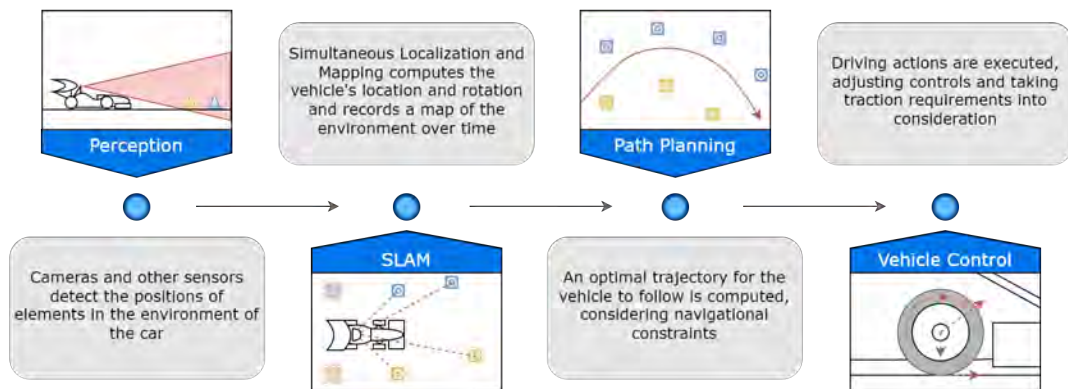 Perception
Cameras and other sensors
detect the positions of
elements in the environment of
the car
Simultaneous Localization and
Mapping computes the
vehicle's location and rotation
and records a map of the
environment over time
SLAM
Path Planning
An optimal trajectory for the
vehicle to follow is computed,
considering navigational
constraints
Driving actions are executed,
adjusting controls and taking
traction requirements into
consideration
Vehicle Control
r